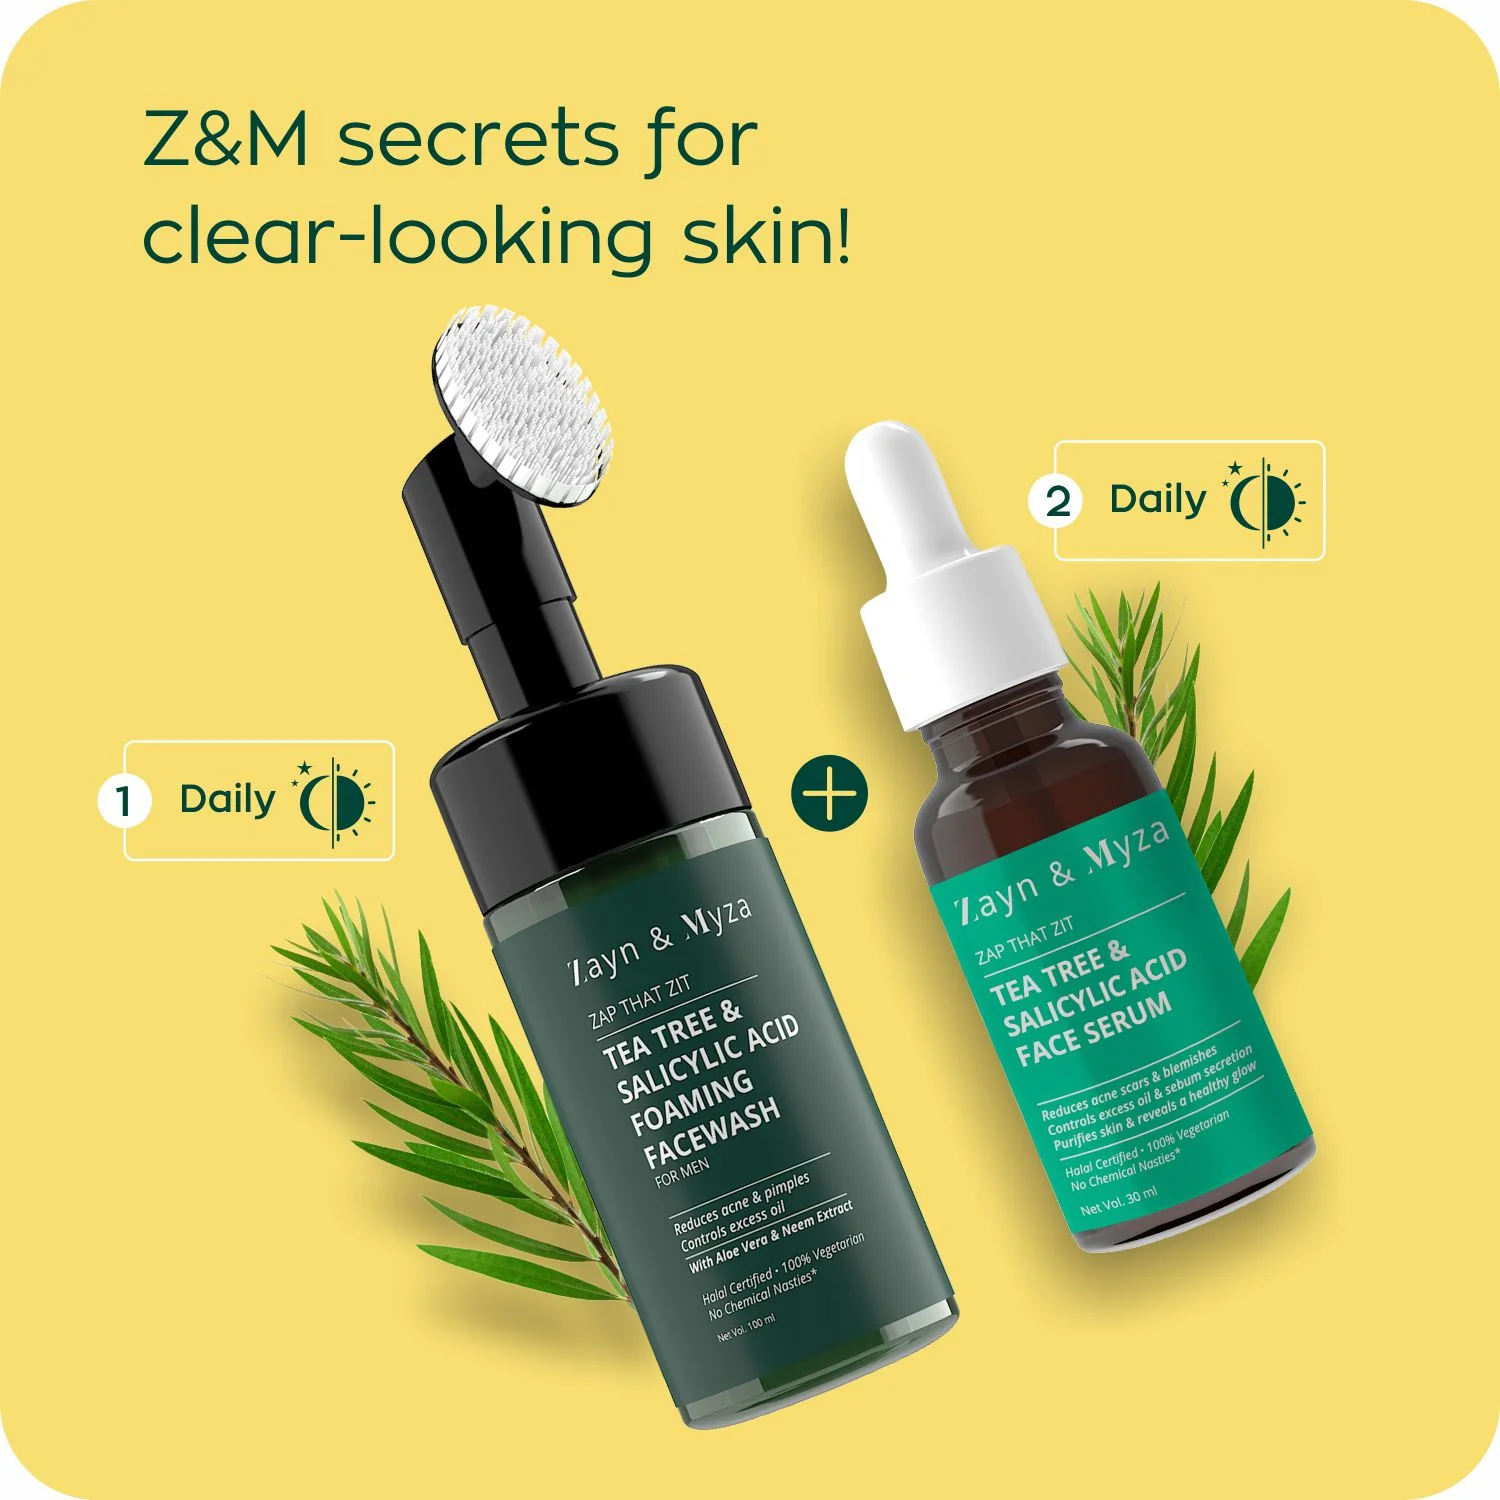 Z&M secrets for
clear-looking skin!
2 Daily
1 Daily
Zayn & Myza
ZAP THAT ZIT
TEA TREE &
SALICYLIC ACID
FOAMING
FACEWASH
FOR MEN
Reduces acne & pimples
Controls excess oil
With Aloe Vera & Neem Extract
Halal Certified • 100% Vegetarian
No Chemical Nasties*
Net Vol. 100 ml
Zayn & Myza
ZAP THAT ZIT
TEA TREE &
SALICYLIC ACID
FACE SERUM
Reduces acne scars & blemishes
Controls excess oil & sebum secretion
Purifies skin & reveals a healthy glow
Halal Certified • 100% Vegetarian
No Chemical Nasties*
Net Vol. 30 ml